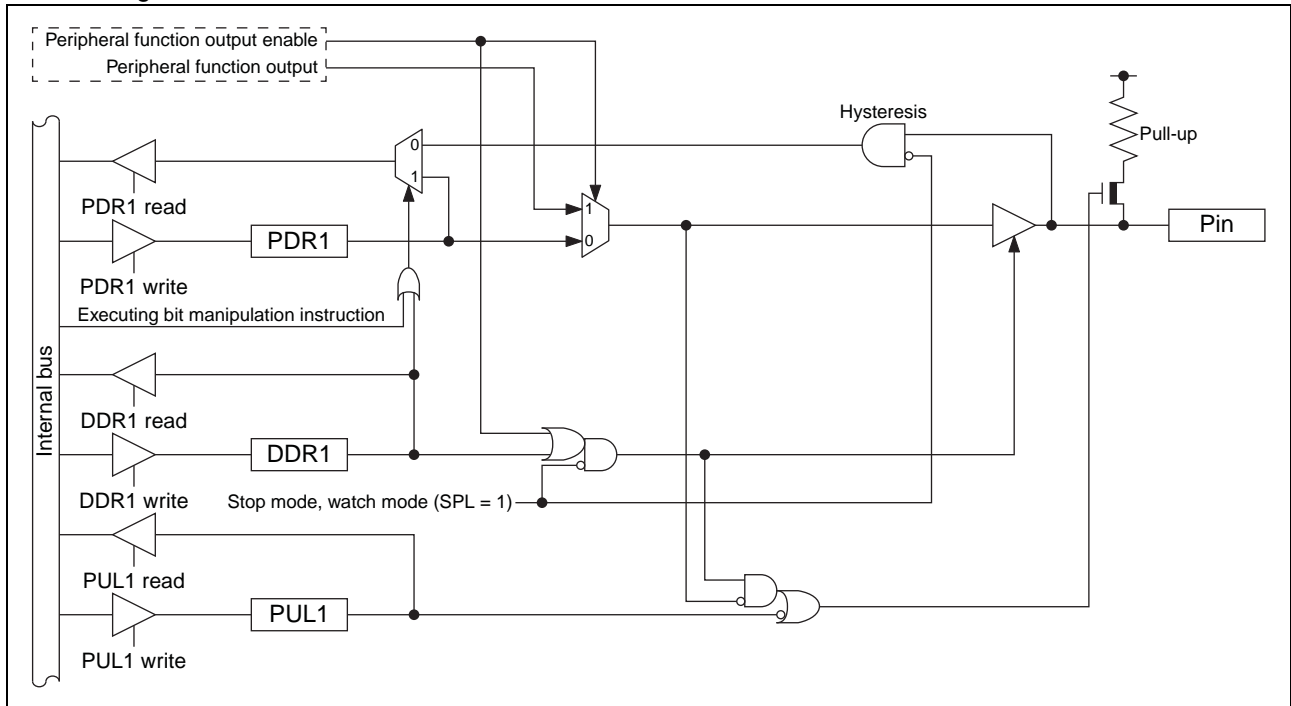 Peripheral function output enable
Peripheral function output
Hysteresis
Pull-up
0
1
PDR1 read
1
Pin
PDR1
0
PDR1 write
Executing bit manipulation instruction
Internal bus
DDR1 read
DDR1
DDR1 write
Stop mode, watch mode (SPL = 1)
PUL1 read
PUL1
PUL1 write